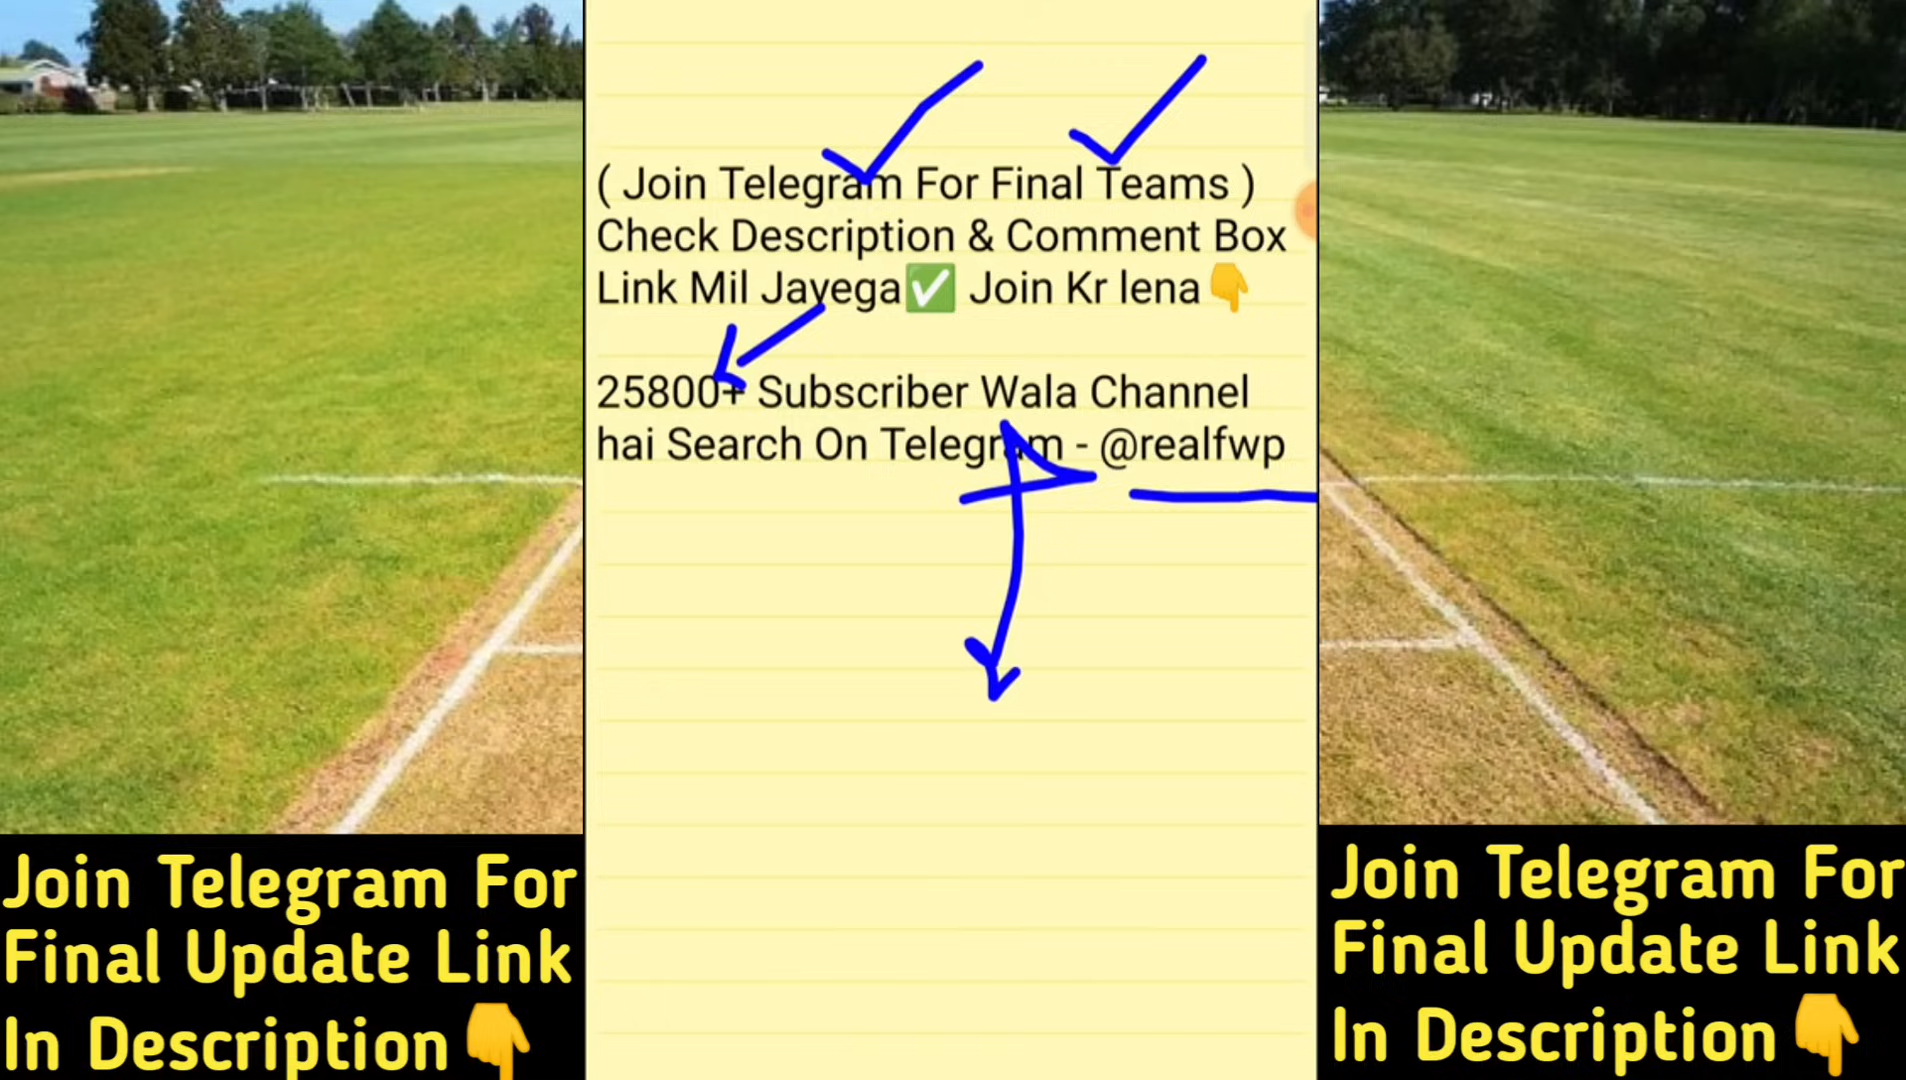 ( Join Telegram For Final Teams )
Check Description & Comment Box
Link Mil Jayega✅ Join Kr lena👇
25800+ Subscriber Wala Channel
hai Search On Telegram - @realfwp
Join Telegram For
Final Update Link
In Description👇
Join Telegram For
Final Update Link
In Description👇